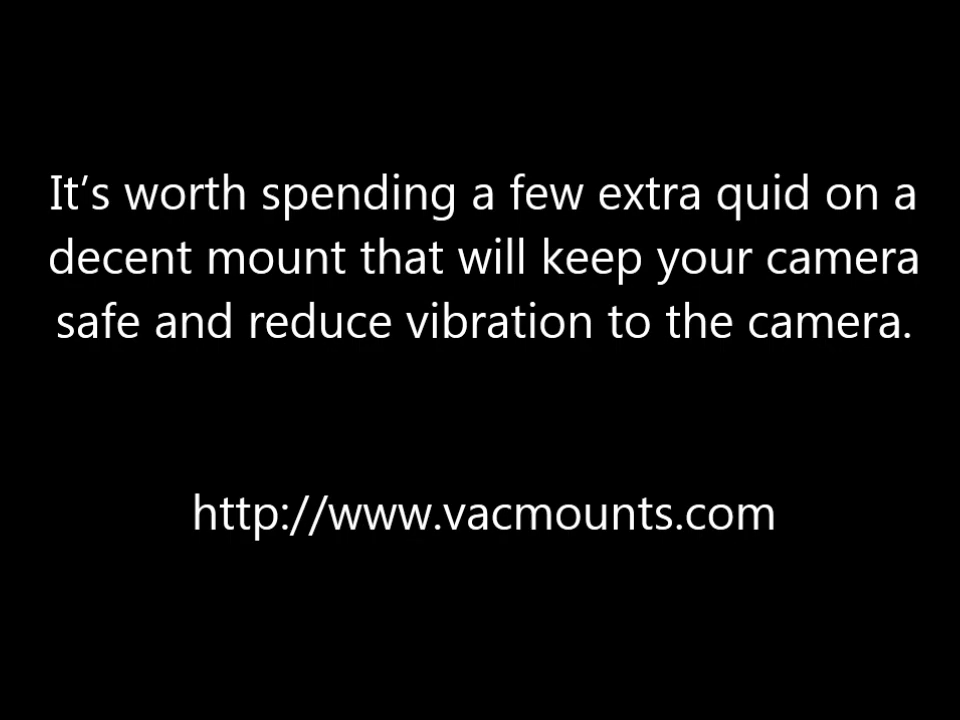 It’s worth spending a few extra quid on a
decent mount that will keep your camera
safe and reduce vibration to the camera.
http://www.vacmounts.com